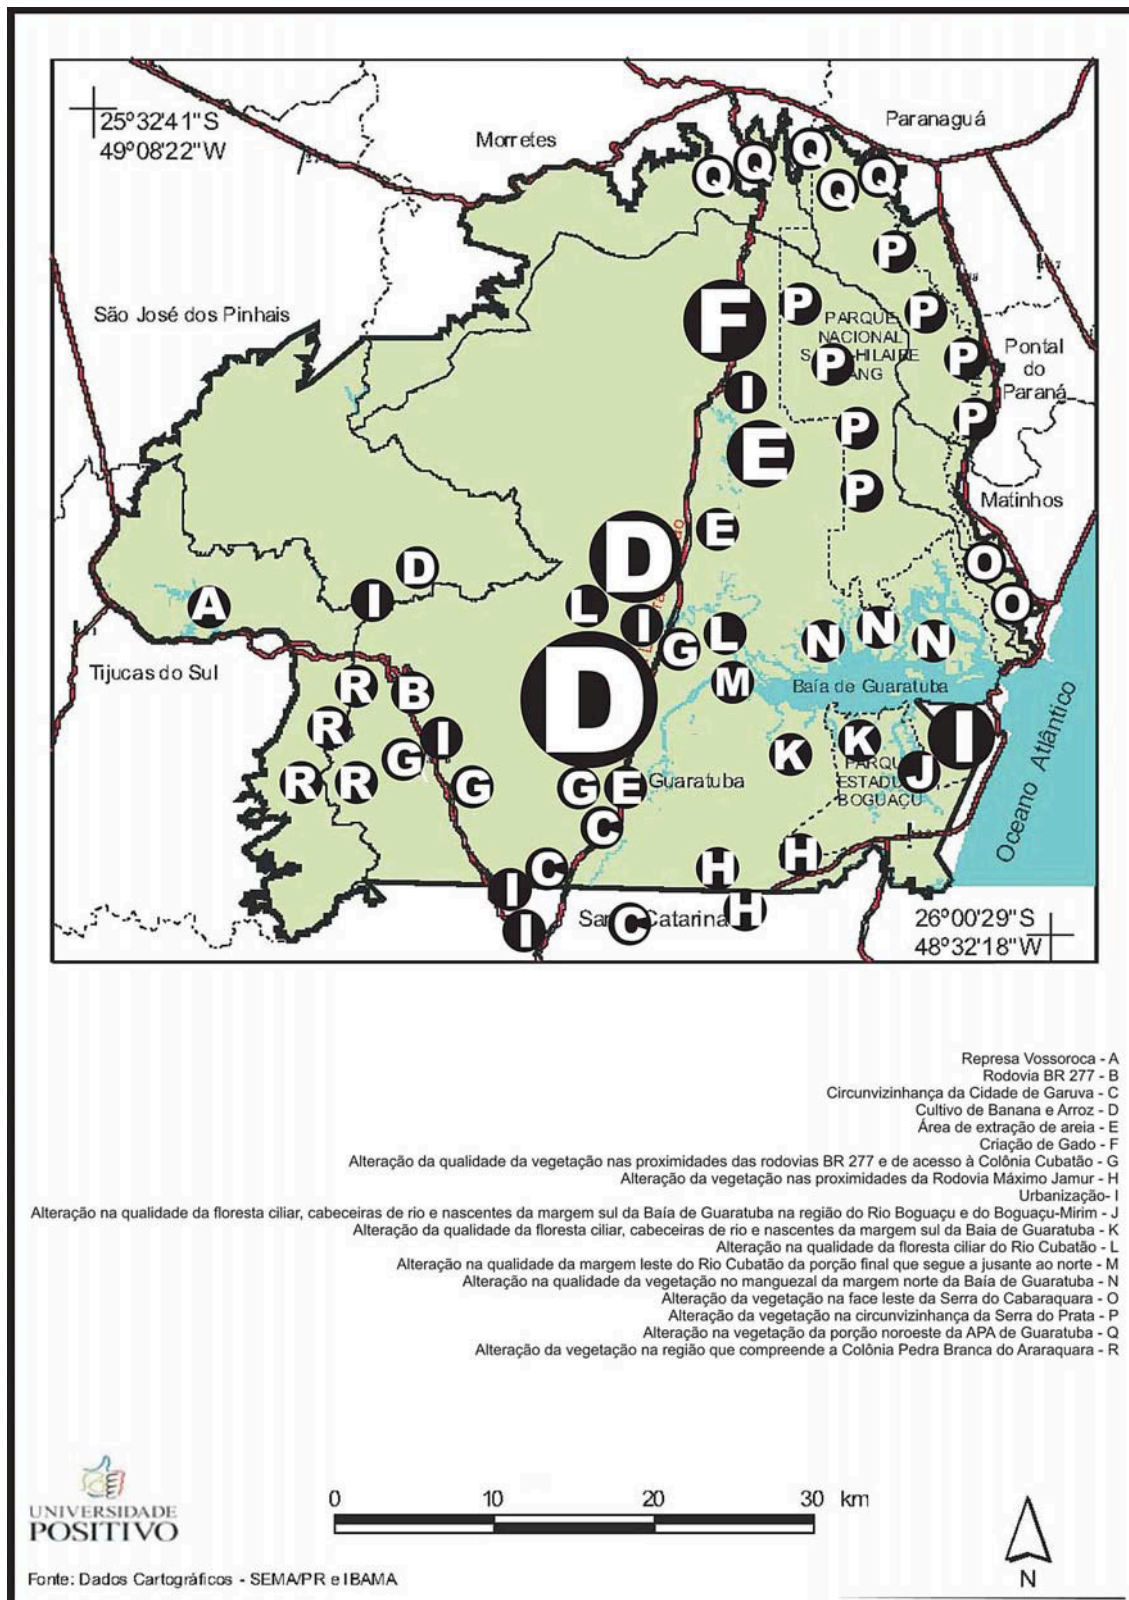 25º32'41"S
49º08'22"W
Morretes
Paranaguá
Q
Q
Q
Q
Q
P
São José dos Pinhais
F
P
P
PARQUE
NACIONAL
HILAIRE
ANG
P
P
Pontal
do
Paraná
I
P
P
E
P
Matinhos
E
D
O
D
I
A
L
I
O
G
L
N
N
N
Tijucas do Sul
M
Baía de Guaratuba
R
B
D
R
I
G
K
K
I
J
PARQ
ESTADU
BOGUAÇU
R
R
G
G
E
Guaratuba
Oceano Atlântico
C
C
H
H
I
I
San
C
Catarina
H
26º00'29"S
48º32'18"W
Represa Vossoroca - A
Rodovia BR 277 - B
Circunvizinhança da Cidade de Garuva - C
Cultivo de Banana e Arroz - D
Área de extração de areia - E
Criação de Gado - F
Alteração da qualidade da vegetação nas proximidades das rodovias BR 277 e de acesso à Colônia Cubatão - G
Alteração da vegetação nas proximidades da Rodovia Máximo Jamur - H
Urbanização- I
Alteração na qualidade da floresta ciliar, cabeceiras de rio e nascentes da margem sul da Baía de Guaratuba na região do Rio Boguaçu e do Boguaçu-Mirim - J
Alteração da qualidade da floresta ciliar, cabeceiras de rio e nascentes da margem sul da Baia de Guaratuba - K
Alteração na qualidade da floresta ciliar do Rio Cubatão - L
Alteração na qualidade da margem leste do Rio Cubatão da porção final que segue a jusante ao norte - M
Alteração na qualidade da vegetação no manguezal da margem norte da Baía de Guaratuba - N
Alteração da vegetação na face leste da Serra do Cabaraquara - O
Alteração da vegetação na circunvizinhança da Serra do Prata - P
Alteração na vegetação da porção noroeste da APA de Guaratuba - Q
Alteração da vegetação na região que compreende a Colônia Pedra Branca do Araraquara - R
UNIVERSIDADE
POSITIVO
0 10 20 30 km
N
Fonte: Dados Cartográficos - SEMA/PR e IBAMA